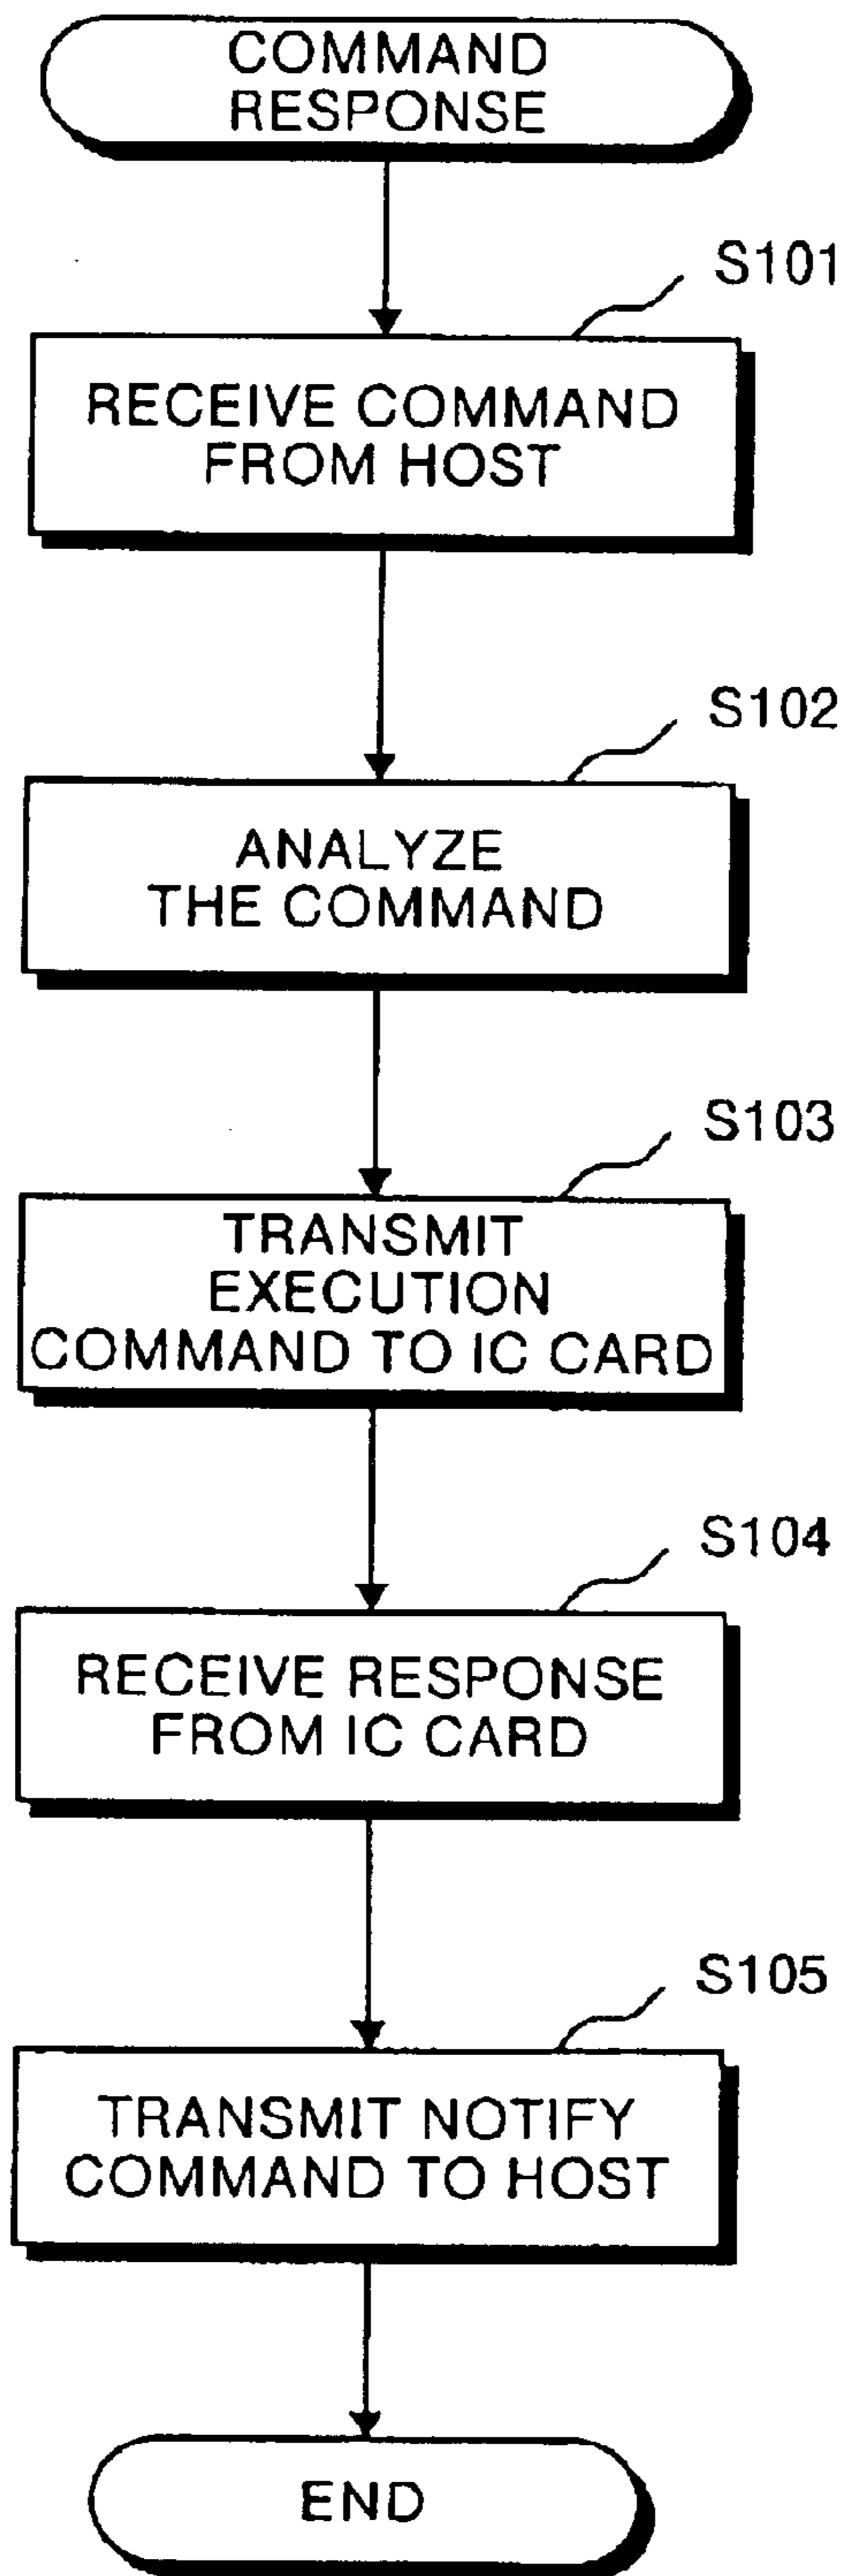 COMMAND
RESPONSE
S101
RECEIVE COMMAND
FROM HOST
S102
ANALYZE
THE COMMAND
S103
TRANSMIT
EXECUTION
COMMAND TO IC CARD
S104
RECEIVE RESPONSE
FROM IC CARD
S105
TRANSMIT NOTIFY
COMMAND TO HOST
END